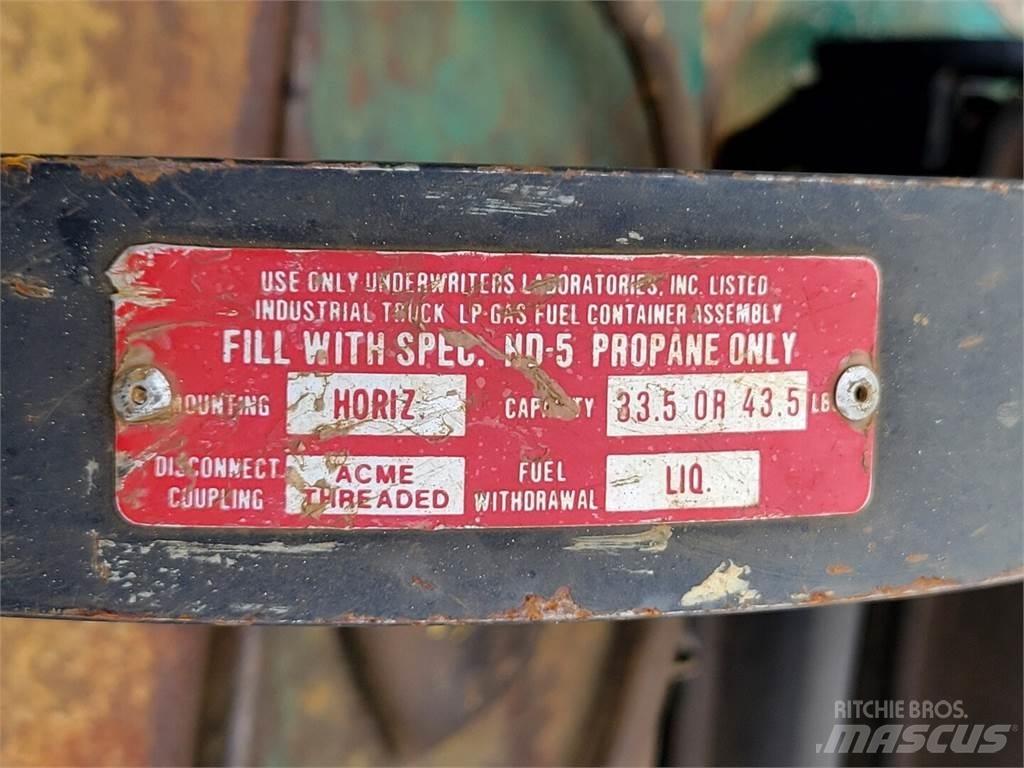 USE ONLY UNDERWRITERS LABORATORIES, INC. LISTED
INDUSTRIAL TRUCK LP-GAS FUEL CONTAINER ASSEMBLY
FILL WITH SPEC. HD-5 PROPANE ONLY
MOUNTING HORIZ. CAPACITY 33.5 OR 43.5 LB
DISCONNECT COUPLING ACME THREADED FUEL WITHDRAWAL LIQ.
RITCHIE BROS.
MASCUS